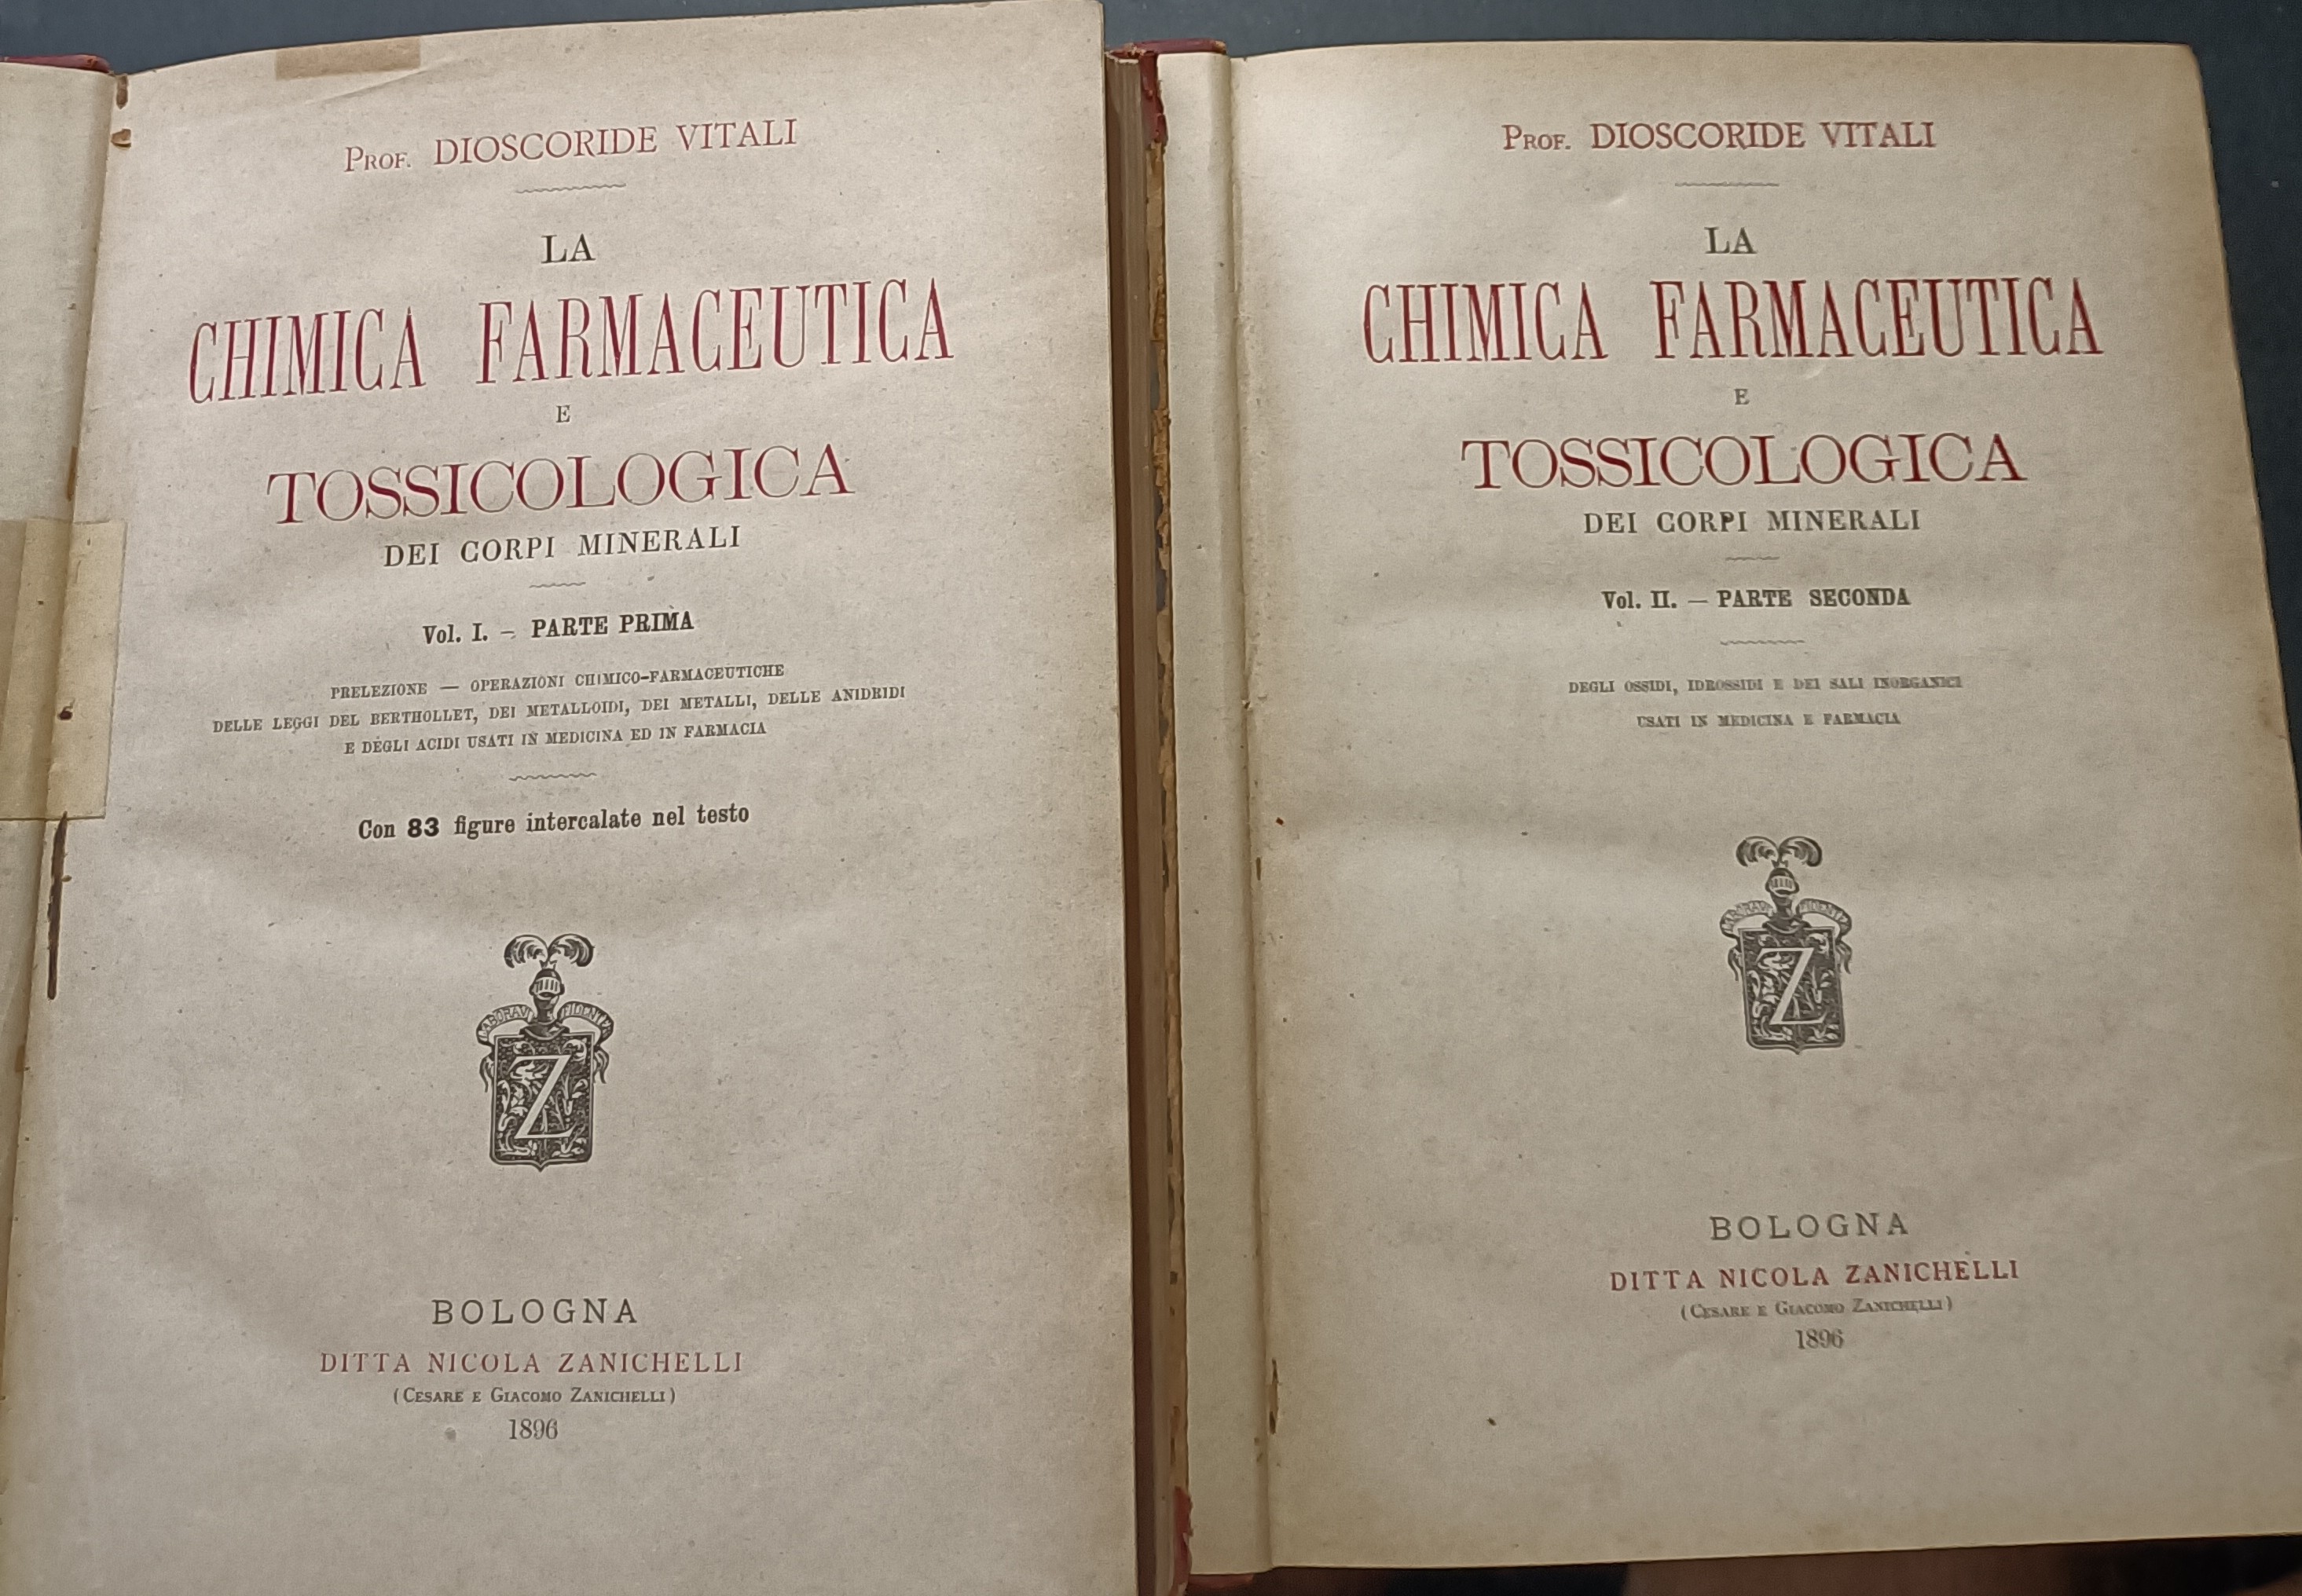 Prof. DIOSCORIDE VITALI
LA
CHIMICA FARMACEUTICA
E
TOSSICOLOGICA
DEI CORPI MINERALI
Vol. I. – PARTE PRIMA
PRELEZIONE — OPERAZIONI CHIMICO-FARMACEUTICHE
DELLE LEGGI DEL BERTHOLLET, DEI METALLOIDI, DEI METALLI, DELLE ANIDRIDI
E DEGLI ACIDI USATI IN MEDICINA ED IN FARMACIA
Con 83 figure intercalate nel testo
LABORAVI FIDENTER
Z
BOLOGNA
DITTA NICOLA ZANICHELLI
(Cesare e Giacomo Zanichelli)
1896
Prof. DIOSCORIDE VITALI
LA
CHIMICA FARMACEUTICA
E
TOSSICOLOGICA
DEI CORPI MINERALI
Vol. II. — PARTE SECONDA
DEGLI OSSIDI, IDROSSIDI E DEI SALI INORGANICI
USATI IN MEDICINA E FARMACIA
LABORAVI FIDENTER
Z
BOLOGNA
DITTA NICOLA ZANICHELLI
(Cesare e Giacomo Zanichelli)
1896